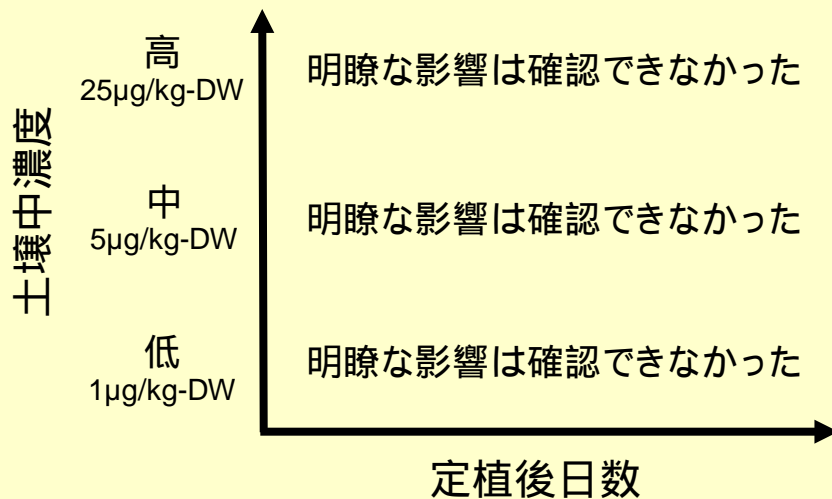 土壌中濃度
高
25µg/kg-DW
明瞭な影響は確認できなかった
中
5µg/kg-DW
明瞭な影響は確認できなかった
低
1µg/kg-DW
明瞭な影響は確認できなかった
定植後日数